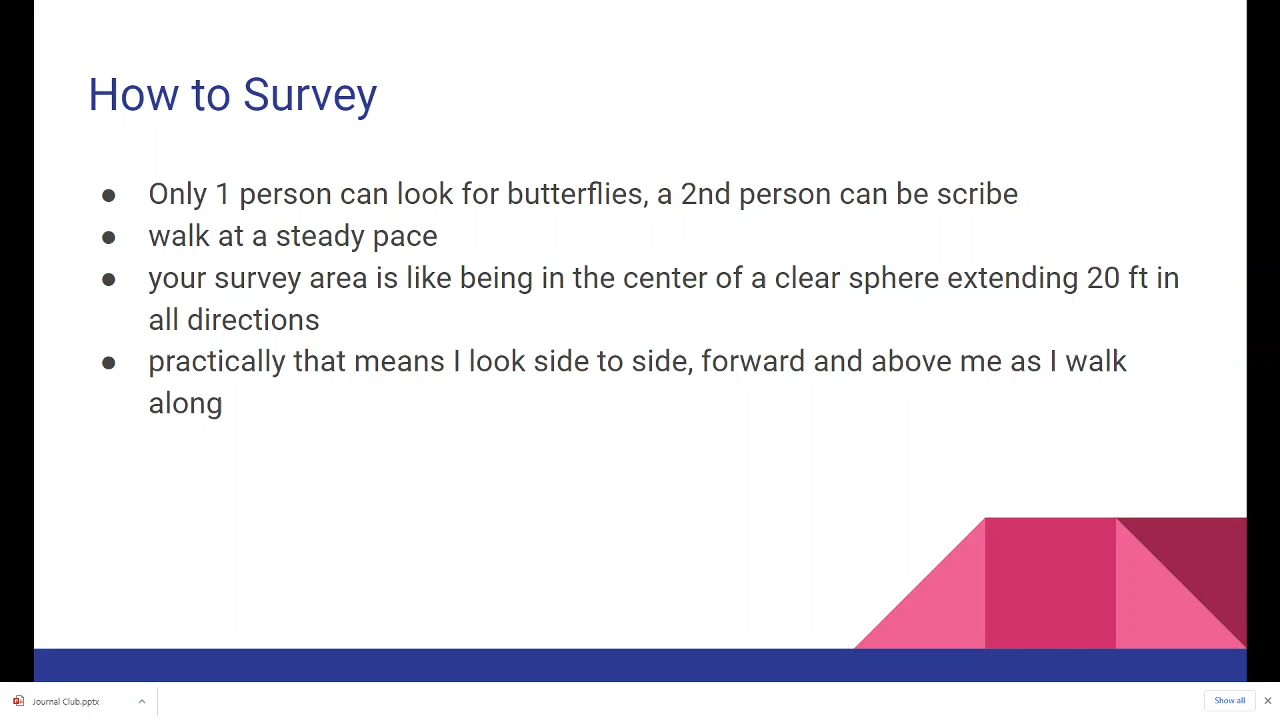 How to Survey
● Only 1 person can look for butterflies, a 2nd person can be scribe
● walk at a steady pace
● your survey area is like being in the center of a clear sphere extending 20 ft in
all directions
● practically that means I look side to side, forward and above me as I walk
along
Journal Club.pptx
Show all